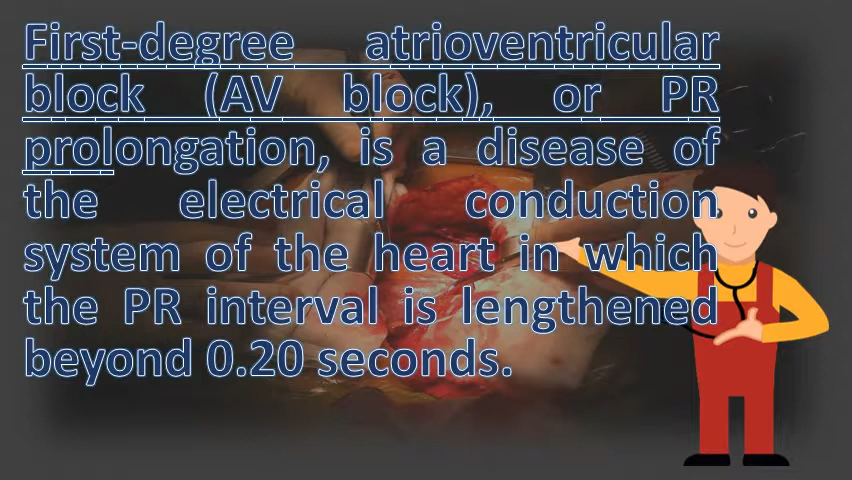 First-degree atrioventricular
block (AV block), or PR
prolongation, is a disease of
the electrical conduction
system of the heart in which
the PR interval is lengthened
beyond 0.20 seconds.